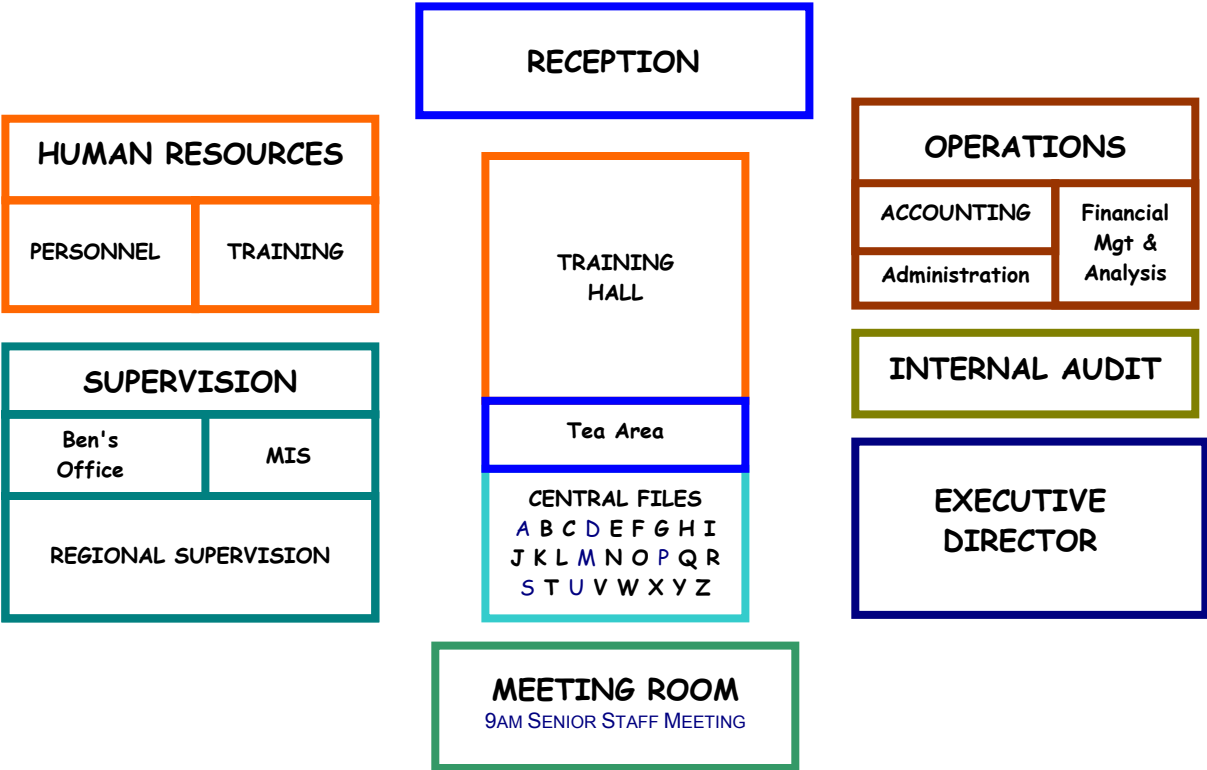 RECEPTION
HUMAN RESOURCES
PERSONNEL
TRAINING
OPERATIONS
ACCOUNTING
Administration
Financial
Mgt &
Analysis
TRAINING
HALL
SUPERVISION
Ben's
Office
MIS
REGIONAL SUPERVISION
Tea Area
CENTRAL FILES
A B C D E F G H I
J K L M N O P Q R
S T U V W X Y Z
INTERNAL AUDIT
EXECUTIVE
DIRECTOR
MEETING ROOM
9AM SENIOR STAFF MEETING